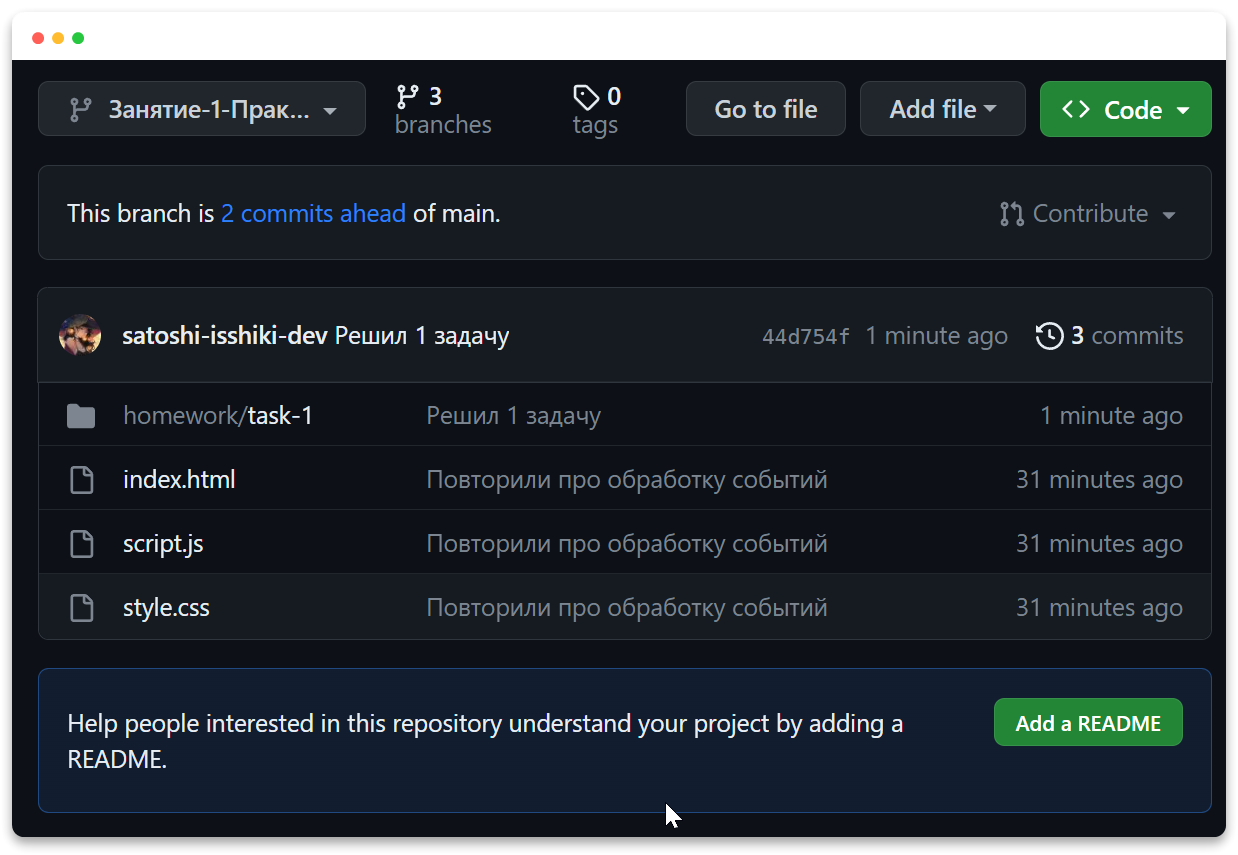 Занятие-1-Прак...
3
branches
0
tags
Go to file
Add file
Code
This branch is 2 commits ahead of main.
Contribute
satoshi-isshiki-dev Решил 1 задачу
44d754f 1 minute ago
3 commits
homework/task-1
Решил 1 задачу
1 minute ago
index.html
Повторили про обработку событий
31 minutes ago
script.js
Повторили про обработку событий
31 minutes ago
style.css
Повторили про обработку событий
31 minutes ago
Help people interested in this repository understand your project by adding a
README.
Add a README